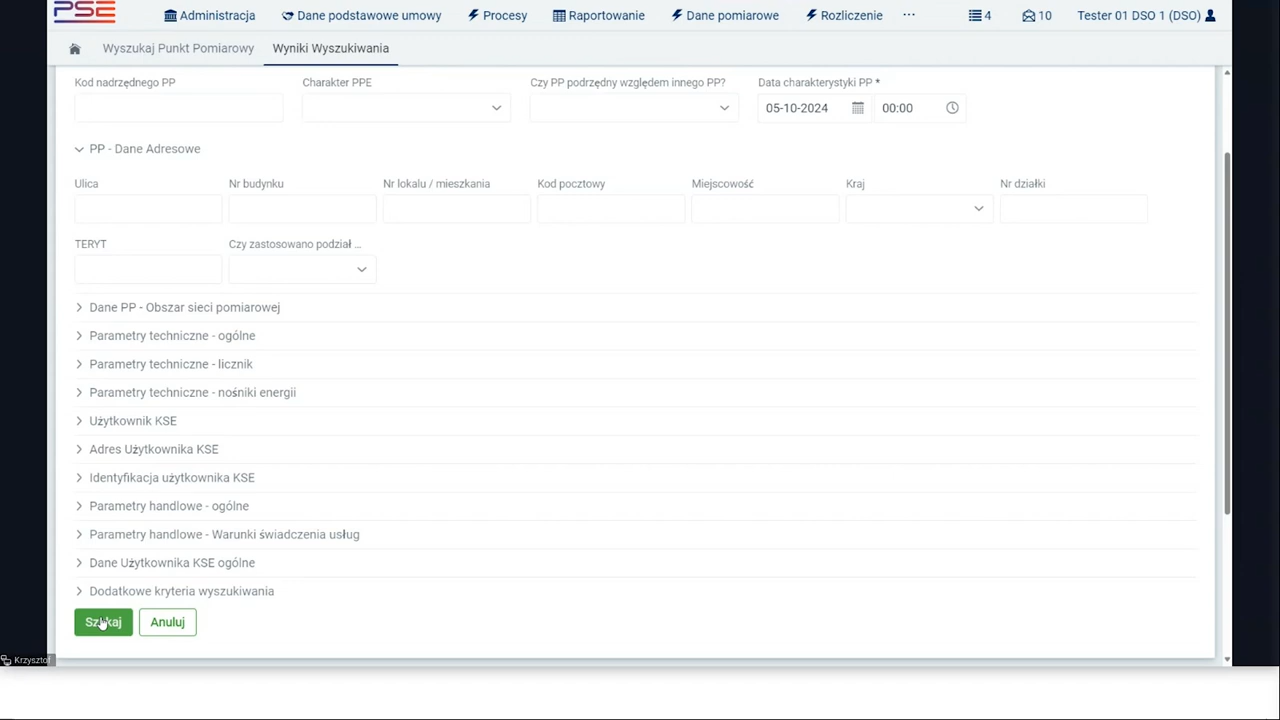 PSE
Administracja Dane podstawowe umowy Procesy Raportowanie Dane pomiarowe Rozliczenie ... 4 10 Tester 01 DSO 1 (DSO)
Wyszukaj Punkt Pomiarowy Wyniki Wyszukiwania
Kod nadrzędnego PP Charakter PPE Czy PP podrzędny względem innego PP? Data charakterystyki PP *
05-10-2024 00:00
PP - Dane Adresowe
Ulica Nr budynku Nr lokalu / mieszkania Kod pocztowy Miejscowość Kraj Nr działki
TERYT Czy zastosowano podział ...
Dane PP - Obszar sieci pomiarowej
Parametry techniczne - ogólne
Parametry techniczne - licznik
Parametry techniczne - nośniki energii
Użytkownik KSE
Adres Użytkownika KSE
Identyfikacja użytkownika KSE
Parametry handlowe - ogólne
Parametry handlowe - Warunki świadczenia usług
Dane Użytkownika KSE ogólne
Dodatkowe kryteria wyszukiwania
Szukaj Anuluj
Krzysztof